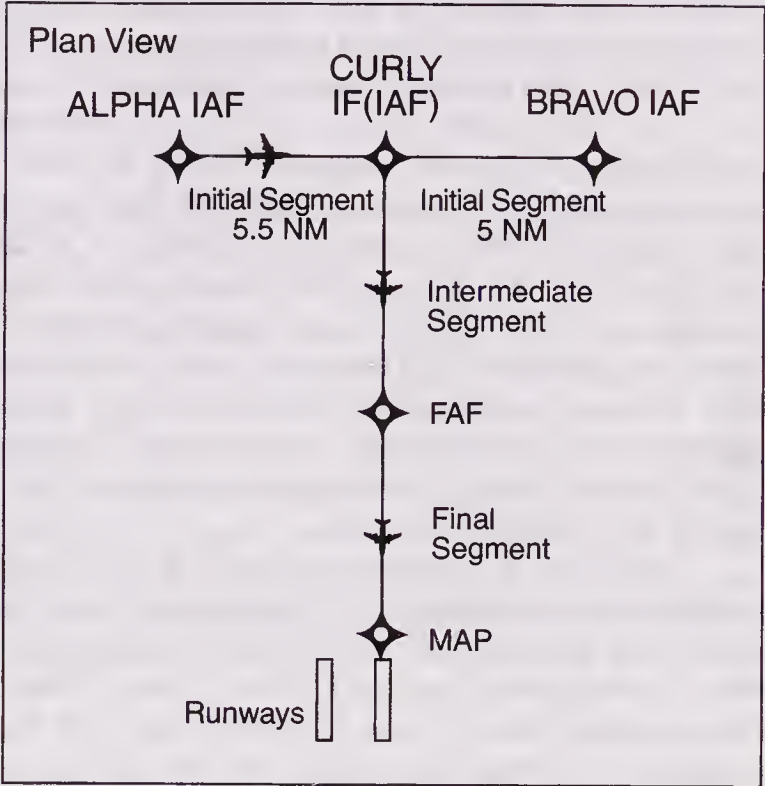 Plan View
CURLY
ALPHA IAF IF(IAF) BRAVO IAF
Initial Segment Initial Segment
5.5 NM 5 NM
Intermediate
Segment
FAF
Final
Segment
MAP
Runways